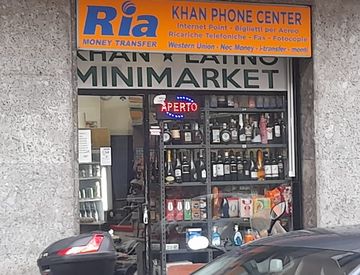 Ria
MONEY TRANSFER
KHAN PHONE CENTER
Internet Point - Biglietti per Aereo
Ricariche Telefoniche - Fax - Fotocopie
Western Union - Nec Money - i-transfer - moem
KHAN ★ LATINO
MINIMARKET
APERTO